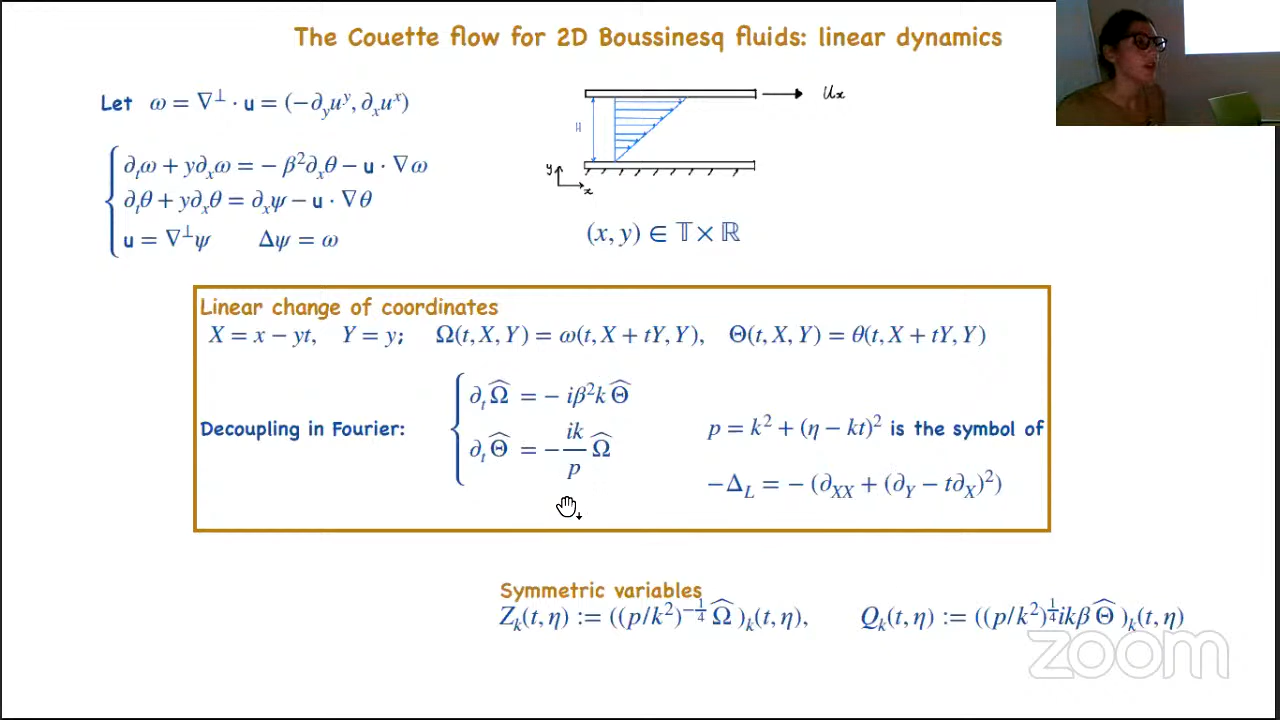 The Couette flow for 2D Boussinesq fluids: linear dynamics
Let ω = ∇⊥ · u = (−∂_y u^y, ∂_x u^x)
Ux
H
∂_t ω + y∂_x ω = − β² ∂_x θ − u · ∇ω
∂_t θ + y∂_x θ = ∂_x ψ − u · ∇θ
u = ∇⊥ψ Δψ = ω
y
x
(x, y) ∈ 𝕋 × ℝ
Linear change of coordinates
X = x − yt, Y = y; Ω(t, X, Y) = ω(t, X + tY, Y), Θ(t, X, Y) = θ(t, X + tY, Y)
∂_t Ω̂ = − iβ²k Θ̂
Decoupling in Fourier:
∂_t Θ̂ = − ik/p Ω̂
p = k² + (η − kt)² is the symbol of
−Δ_L = − (∂_XX + (∂_Y − t∂_X)²)
Symmetric variables
Z_k(t, η) := ((p/k²)^{−1/4} Ω̂ )_k(t, η), Q_k(t, η) := ((p/k²)^{1/4} ikβ Θ̂ )_k(t, η)
zoom